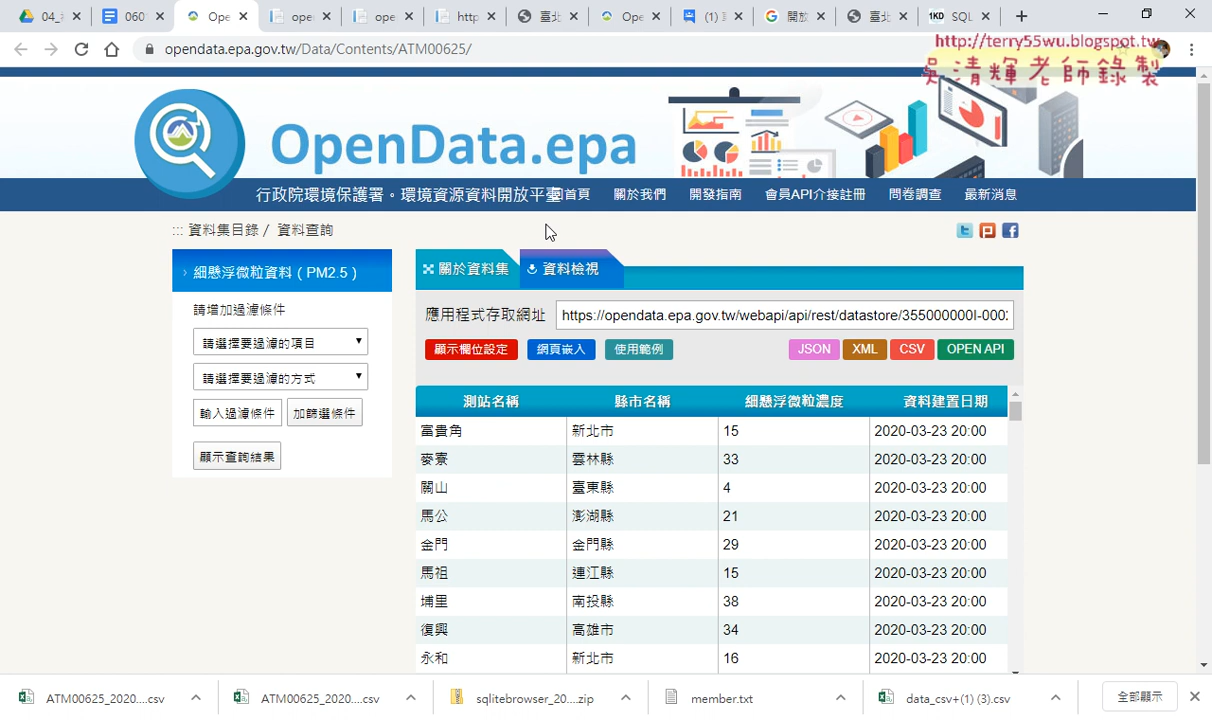 04_
060
Ope
ope
ope
http
臺北
Ope
(1)
開放
臺北
1KD SQL
opendata.epa.gov.tw/Data/Contents/ATM00625/
http://terry55wu.blogspot.tw
吳清輝老師錄製
OpenData.epa
行政院環境保護署。環境資源資料開放平臺
回首頁 關於我們 開發指南 會員API介接註冊 問卷調查 最新消息
::: 資料集目錄 / 資料查詢
細懸浮微粒資料(PM2.5)
請增加過濾條件
請選擇要過濾的項目
請選擇要過濾的方式
輸入過濾條件 加篩選條件
顯示查詢結果
關於資料集 資料檢視
應用程式存取網址 https://opendata.epa.gov.tw/webapi/api/rest/datastore/355000000I-000
顯示欄位設定 網頁嵌入 使用範例 JSON XML CSV OPEN API
測站名稱 縣市名稱 細懸浮微粒濃度 資料建置日期
富貴角 新北市 15 2020-03-23 20:00
麥寮 雲林縣 33 2020-03-23 20:00
關山 臺東縣 4 2020-03-23 20:00
馬公 澎湖縣 21 2020-03-23 20:00
金門 金門縣 29 2020-03-23 20:00
馬祖 連江縣 15 2020-03-23 20:00
埔里 南投縣 38 2020-03-23 20:00
復興 高雄市 34 2020-03-23 20:00
永和 新北市 16 2020-03-23 20:00
ATM00625_2020....csv
ATM00625_2020....csv
sqlitebrowser_20....zip
member.txt
data_csv+(1) (3).csv
全部顯示